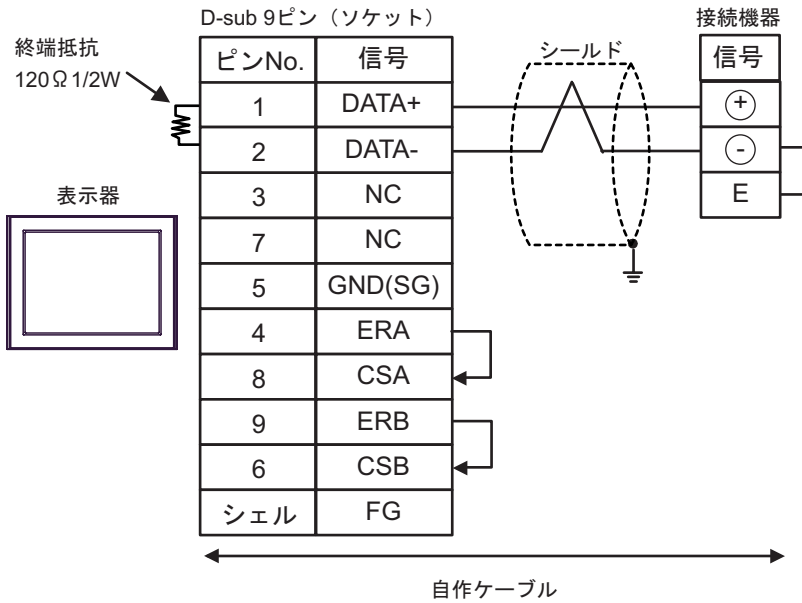 D-sub 9ピン（ソケット）
接続機器
終端抵抗
120Ω 1/2W
シールド
ピンNo. 信号
信号
1 DATA+
+
2 DATA-
-
3 NC
E
表示器
7 NC
5 GND(SG)
4 ERA
8 CSA
9 ERB
6 CSB
シェル FG
自作ケーブル